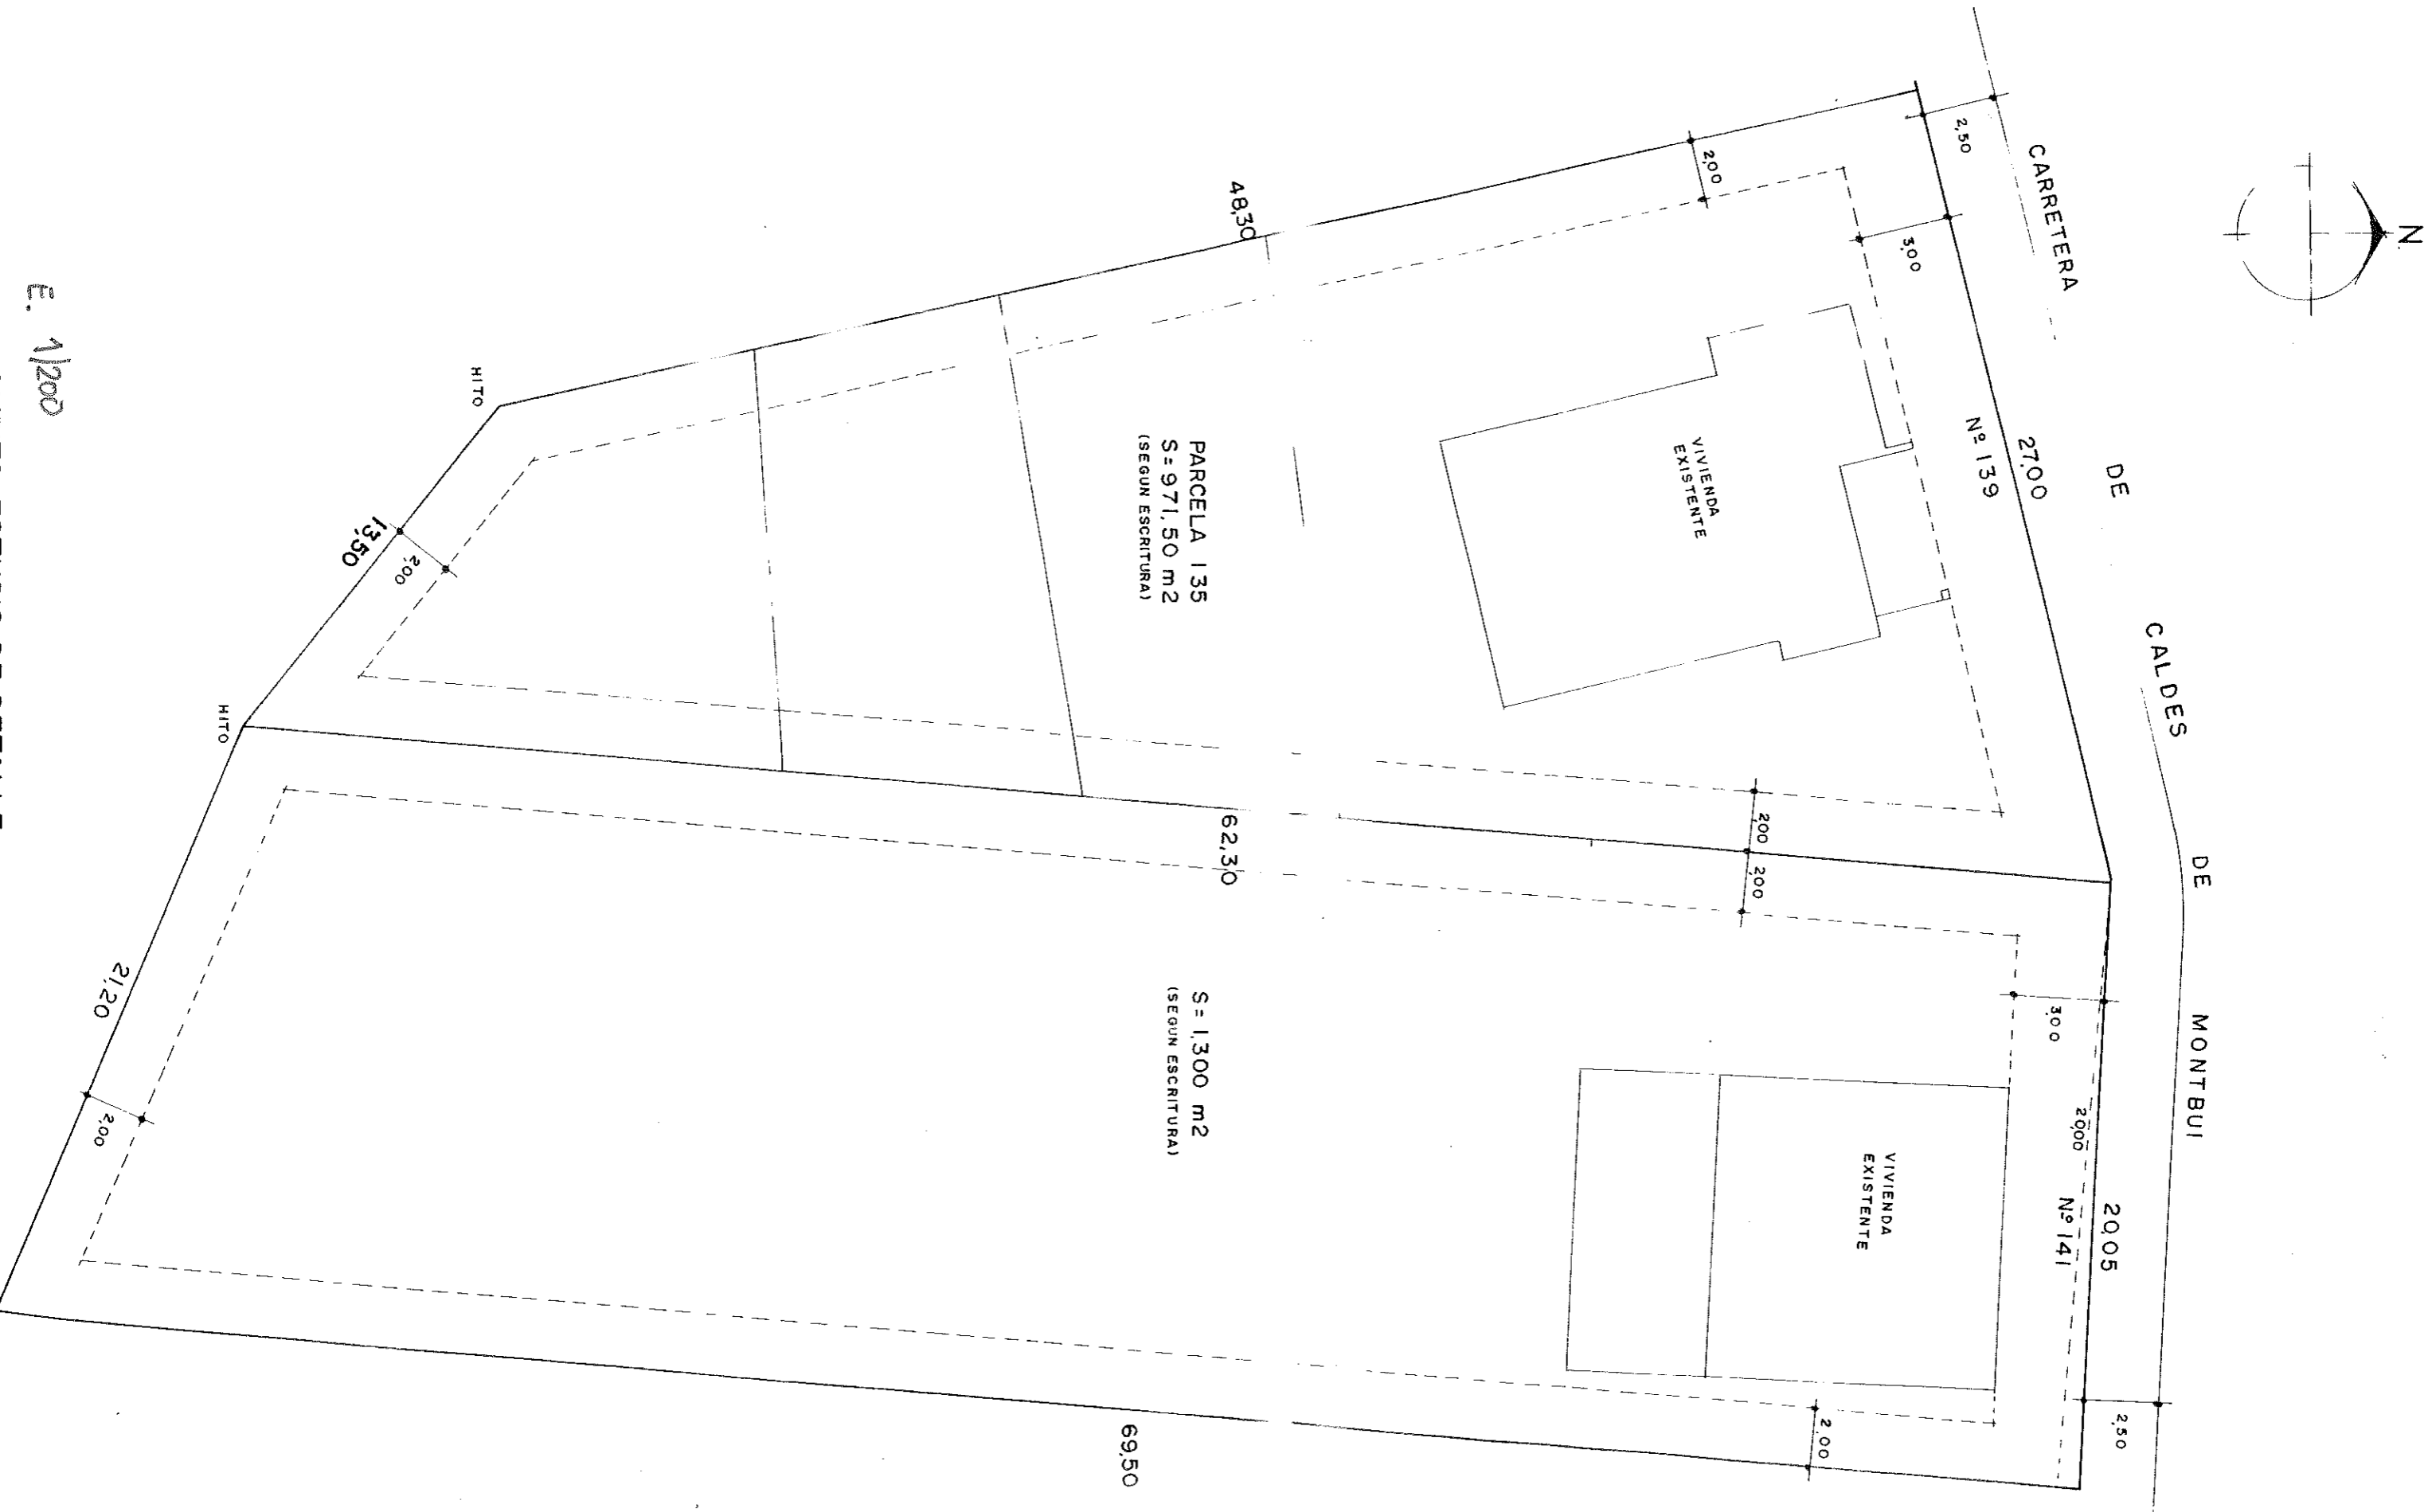 N
CARRETERA
DE
CALDES
DE
MONTBUI
2,50
3,00
2,00
27,00
Nº 139
48,30
VIVIENDA
EXISTENTE
PARCELA 135
S=971,50 m2
(SEGUN ESCRITURA)
HITO
13,50
2,00
HITO
62,30
2,00
2,00
3,00
20,00
20,05
Nº 141
2,50
VIVIENDA
EXISTENTE
2,00
S= 1,300 m2
(SEGUN ESCRITURA)
69,50
21,20
2,00
E. 1/200